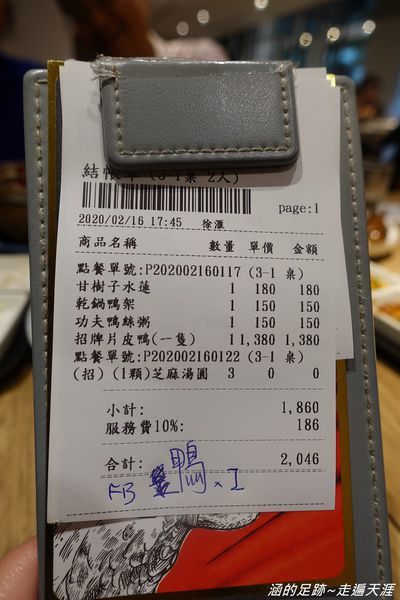 結帳單 (3-1桌 2人)
page:1
2020/02/16 17:45 徐滙
商品名稱 數量 單價 金額
點餐單號:P202002160117 (3-1 桌)
甘樹子水蓮 1 180 180
乾鍋鴨架 1 150 150
功夫鴨絲粥 1 150 150
招牌片皮鴨(一隻) 1 1,380 1,380
點餐單號:P202002160122 (3-1 桌)
(招)(1顆)芝麻湯圓 3 0 0
小計: 1,860
服務費10%: 186
合計: 2,046
FB 鴨 x 1
涵的足跡~走遍天涯